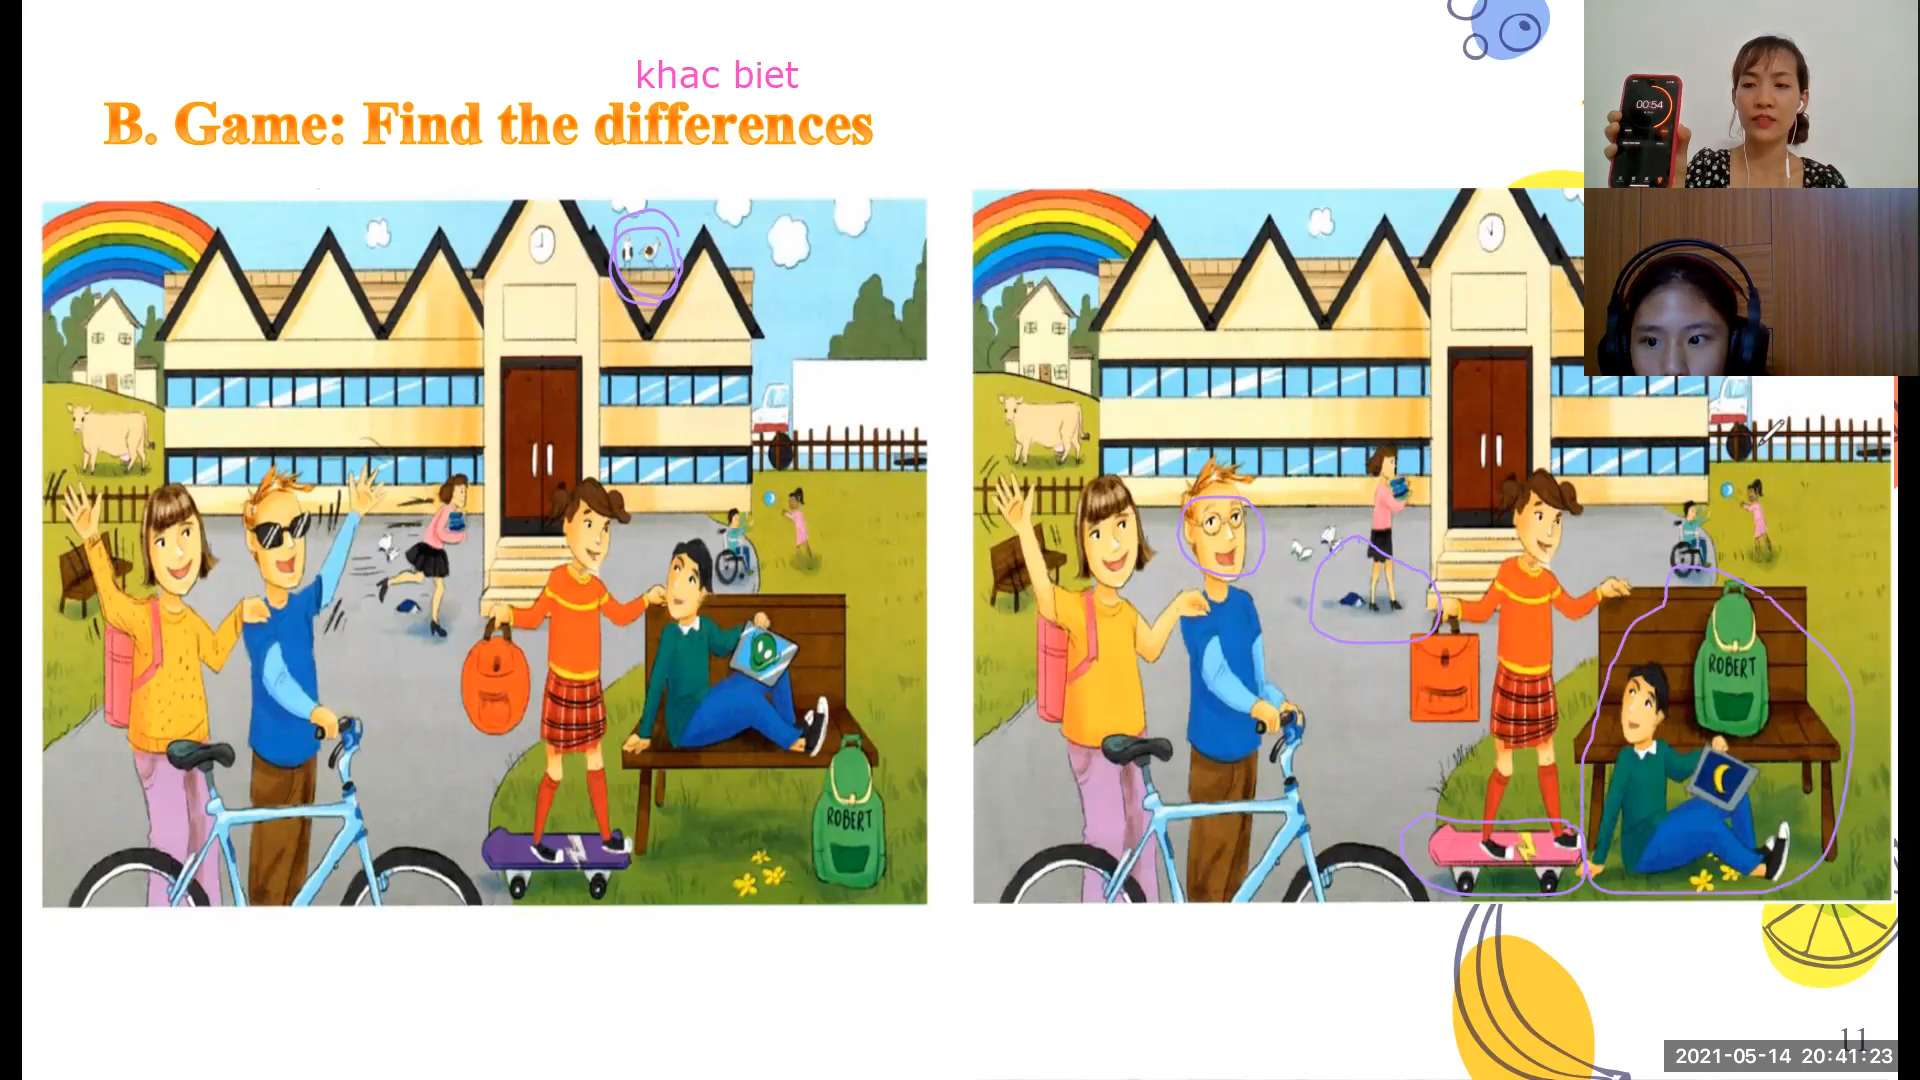 khac biet
B. Game: Find the differences
00:54
ROBERT
ROBERT
11
2021-05-14 20:41:23